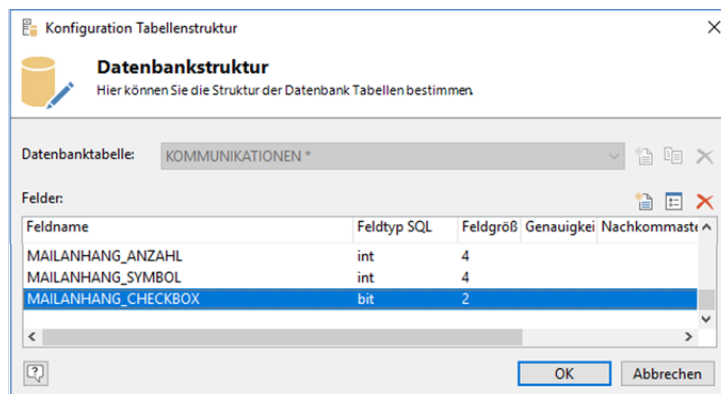 Konfiguration Tabellenstruktur
Datenbankstruktur
Hier können Sie die Struktur der Datenbank Tabellen bestimmen.
Datenbanktabelle: KOMMUNIKATIONEN *
Felder:
Feldname Feldtyp SQL Feldgröß Genauigkei Nachkommaste
MAILANHANG_ANZAHL int 4
MAILANHANG_SYMBOL int 4
MAILANHANG_CHECKBOX bit 2
OK Abbrechen